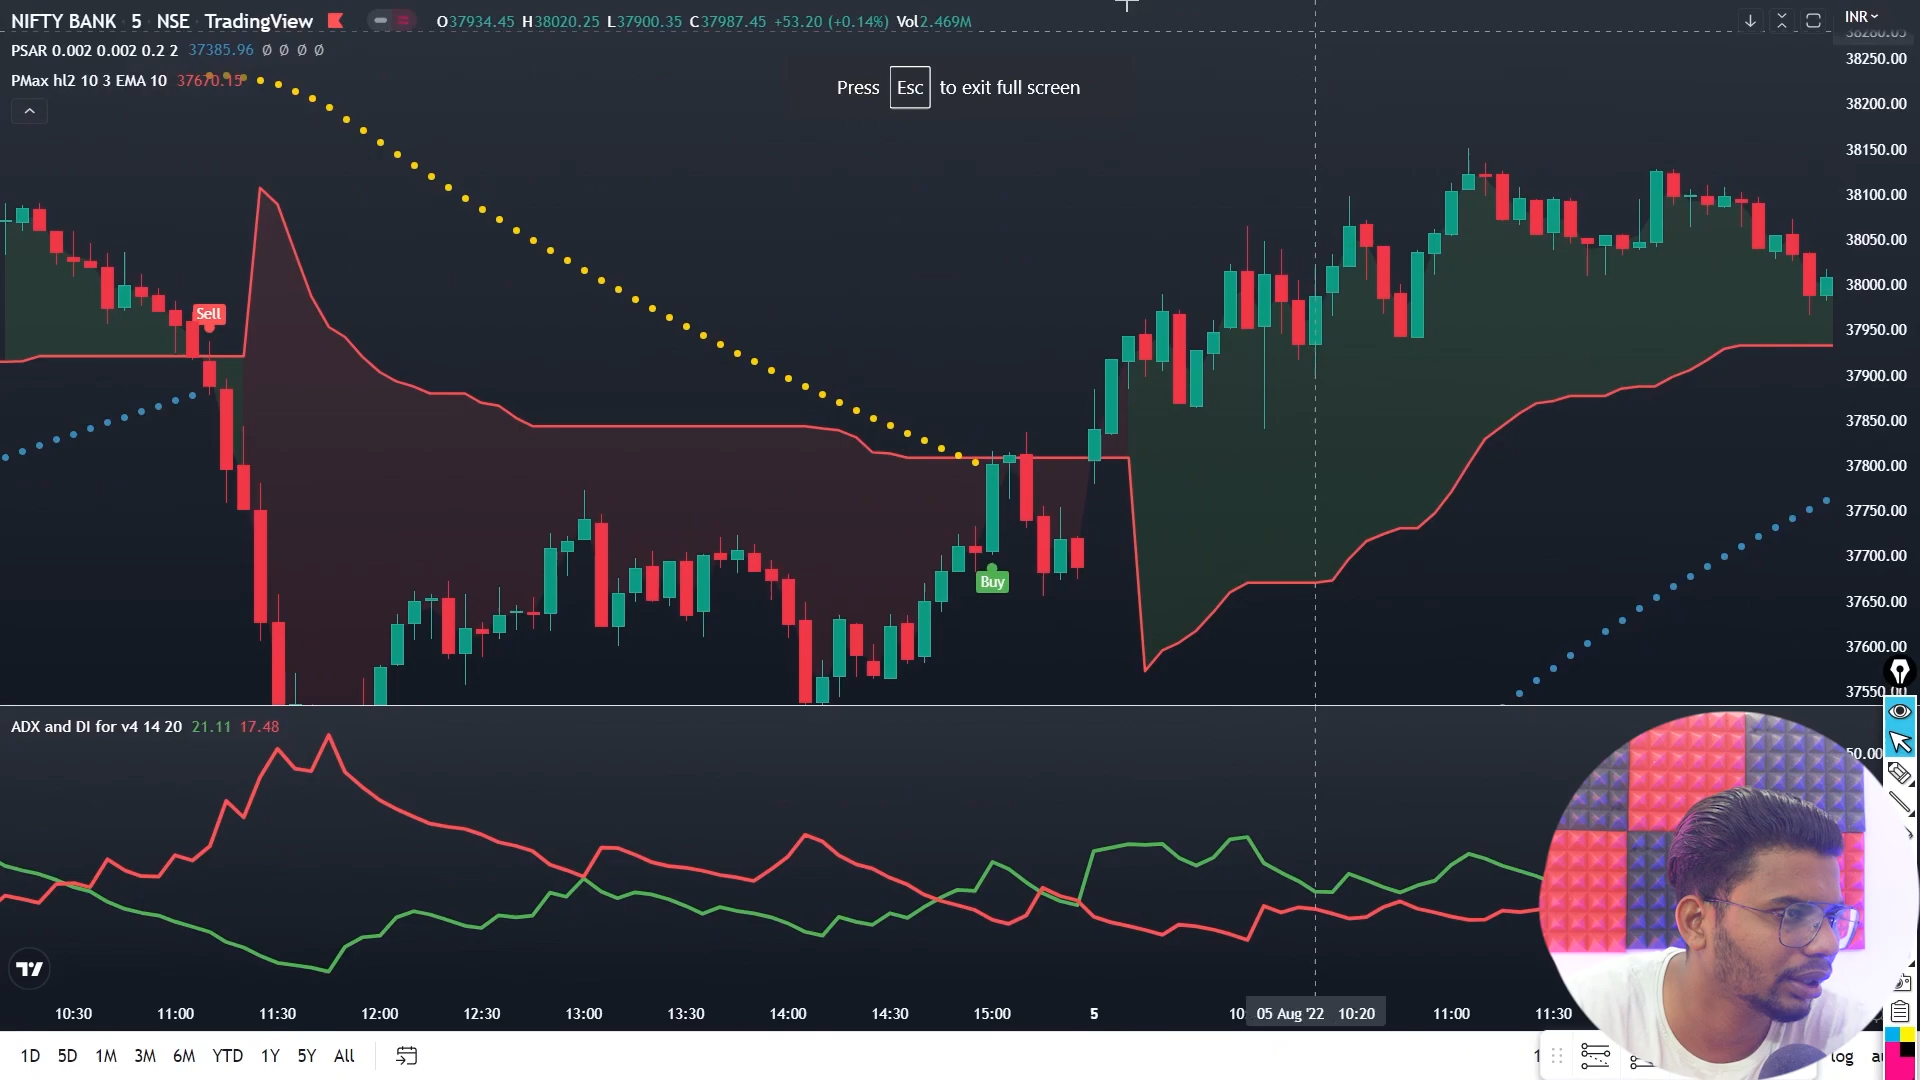 NIFTY BANK · 5 · NSE · TradingView O37934.45 H38020.25 L37900.35 C37987.45 +53.20 (+0.14%) Vol2.469M
INR
PSAR 0.002 0.002 0.2 2 37385.96 Ø Ø Ø Ø
PMax hl2 10 3 EMA 10 37670.15
Press Esc to exit full screen
38280.05
38250.00
38200.00
38150.00
38100.00
38050.00
38000.00
37950.00
37900.00
37850.00
37800.00
37750.00
37700.00
37650.00
37600.00
37550.00
Sell
Buy
ADX and DI for v4 14 20 21.11 17.48
50.00
10:30 11:00 11:30 12:00 12:30 13:00 13:30 14:00 14:30 15:00 5 05 Aug '22 10:20 11:00 11:30
1D 5D 1M 3M 6M YTD 1Y 5Y All
log